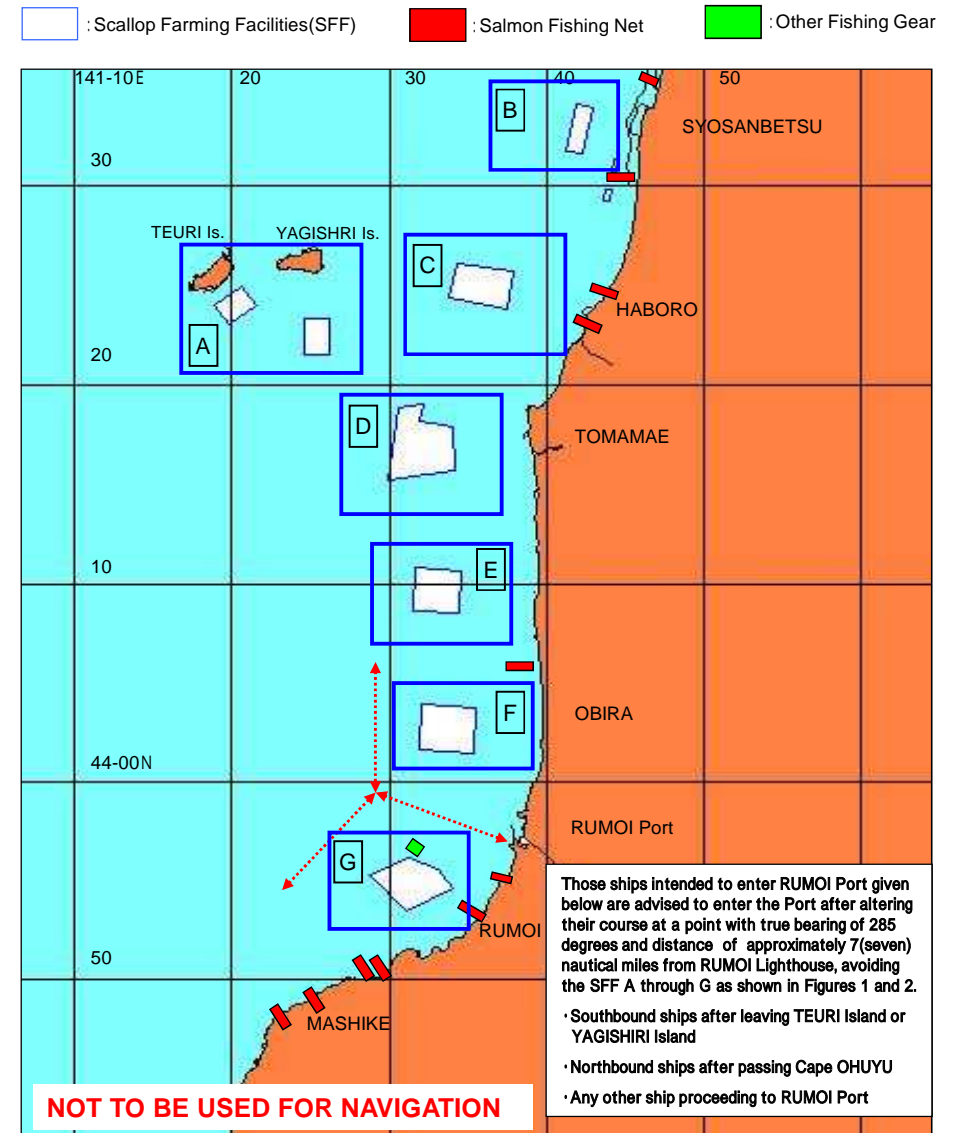 : Scallop Farming Facilities(SFF)
: Salmon Fishing Net
: Other Fishing Gear
141-10E
20
30
40
50
B
SYOSANBETSU
30
TEURI Is.
YAGISHRI Is.
C
HABORO
A
20
D
TOMAMAE
10
E
F
OBIRA
44-00N
RUMOI Port
G
Those ships intended to enter RUMOI Port given
below are advised to enter the Port after altering
their course at a point with true bearing of 285
degrees and distance of approximately 7(seven)
nautical miles from RUMOI Lighthouse, avoiding
the SFF A through G as shown in Figures 1 and 2.
・Southbound ships after leaving TEURI Island or
YAGISHIRI Island
・Northbound ships after passing Cape OHUYU
・Any other ship proceeding to RUMOI Port
RUMOI
50
MASHIKE
NOT TO BE USED FOR NAVIGATION